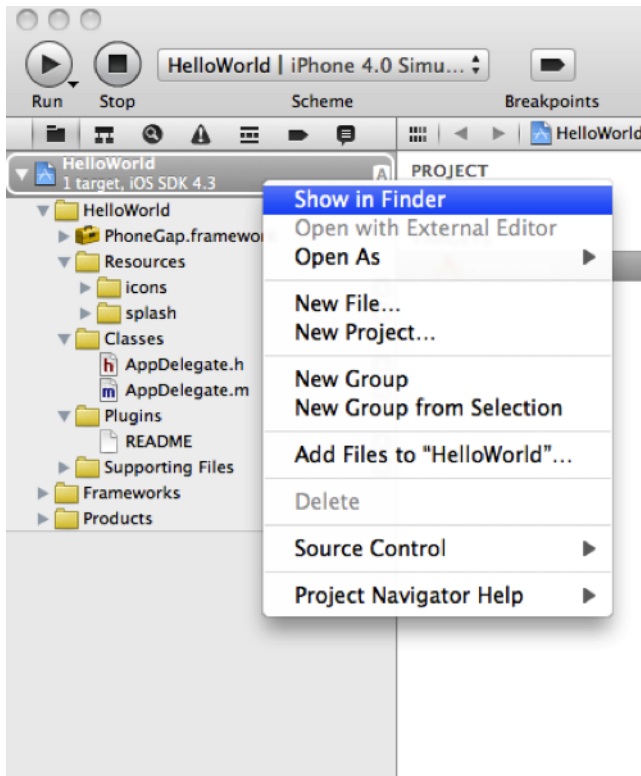 HelloWorld | iPhone 4.0 Simu...
Run
Stop
Scheme
Breakpoints
HelloWorld
HelloWorld
1 target, iOS SDK 4.3
A
PROJECT
HelloWorld
PhoneGap.framewor
Resources
icons
splash
Classes
h AppDelegate.h
m AppDelegate.m
Plugins
README
Supporting Files
Frameworks
Products
Show in Finder
Open with External Editor
Open As
New File...
New Project...
New Group
New Group from Selection
Add Files to “HelloWorld”...
Delete
Source Control
Project Navigator Help